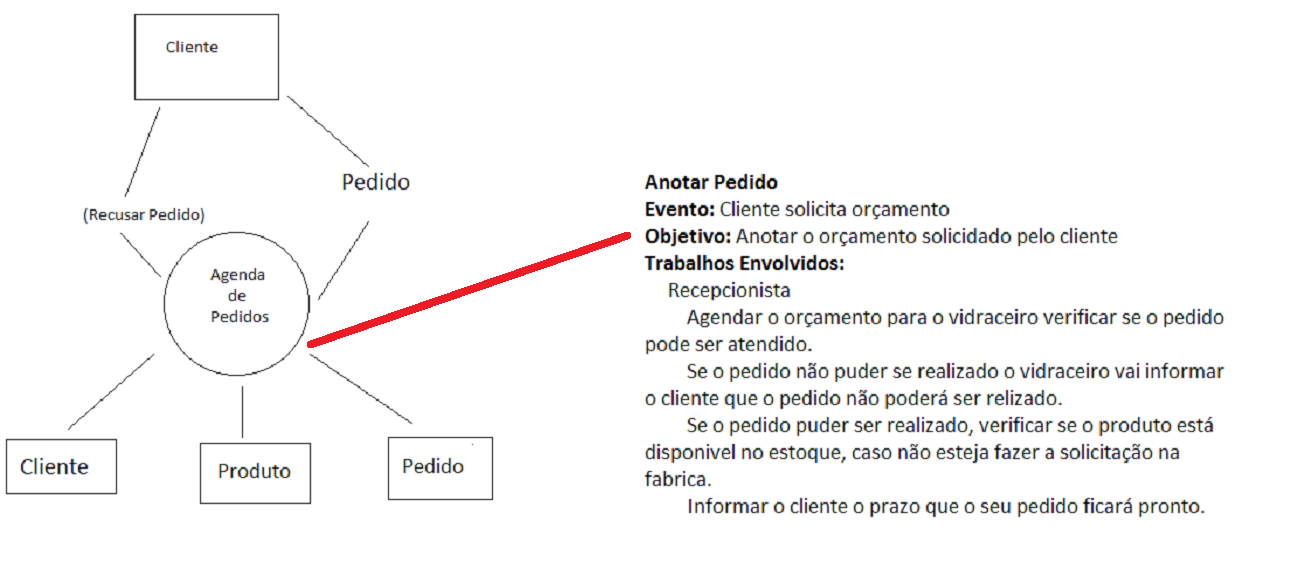 Cliente
(Recusar Pedido)
Pedido
Agenda
de
Pedidos
Cliente
Produto
Pedido
Anotar Pedido
Evento: Cliente solicita orçamento
Objetivo: Anotar o orçamento solicidado pelo cliente
Trabalhos Envolvidos:
Recepcionista
Agendar o orçamento para o vidraceiro verificar se o pedido
pode ser atendido.
Se o pedido não puder se realizado o vidraceiro vai informar
o cliente que o pedido não poderá ser relizado.
Se o pedido puder ser realizado, verificar se o produto está
disponivel no estoque, caso não esteja fazer a solicitação na
fabrica.
Informar o cliente o prazo que o seu pedido ficará pronto.